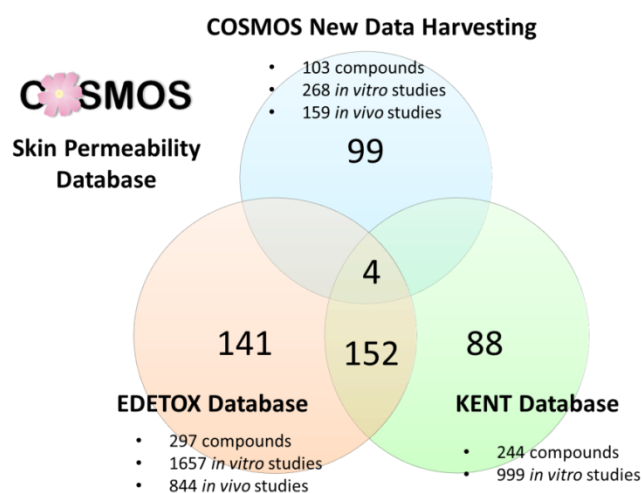 COSMOS New Data Harvesting
• 103 compounds
• 268 in vitro studies
• 159 in vivo studies
COSMOS
Skin Permeability
Database
99
4
141
152
88
EDETOX Database
• 297 compounds
• 1657 in vitro studies
• 844 in vivo studies
KENT Database
• 244 compounds
• 999 in vitro studies